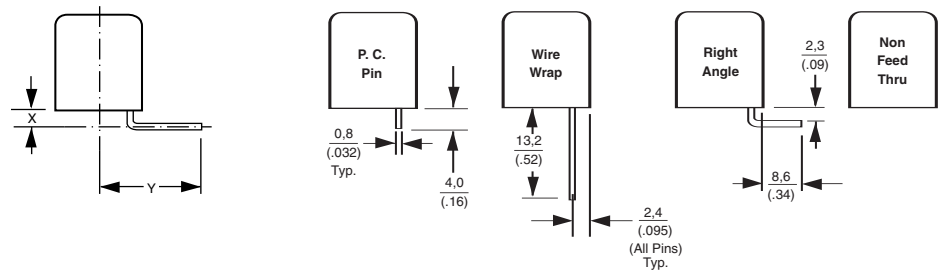 X
Y
P. C.
Pin
0,8
(.032)
Typ.
4,0
(.16)
Wire
Wrap
13,2
(.52)
2,4
(.095)
(All Pins)
Typ.
Right
Angle
2,3
(.09)
8,6
(.34)
Non
Feed
Thru